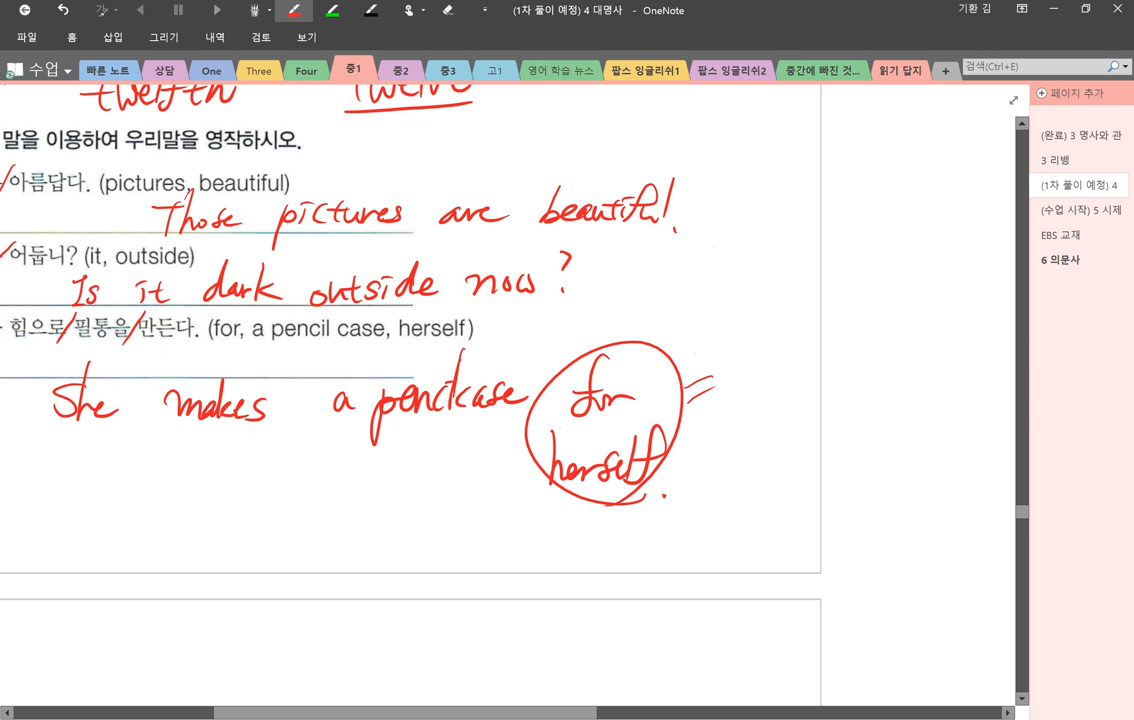 (1차 풀이 예정) 4 대명사 - OneNote
기환 김
파일 홈 삽입 그리기 내역 검토 보기
수업 빠른 노트 상담 One Three Four 중1 중2 중3 고1 영어 학습 뉴스 팝스 잉글리쉬1 팝스 잉글리쉬2 중간에 빠진 것... 읽기 답지 + 검색(Ctrl+E)
페이지 추가
(완료) 3 명사와 관
3 리뱅
(1차 풀이 예정) 4
(수업 시작) 5 시제
EBS 교재
6 의문사
twelfth twelve
말을 이용하여 우리말을 영작하시오.
아름답다. (pictures, beautiful)
Those pictures are beautiful.
어둡니? (it, outside)
Is it dark outside now?
힘으로/필통을/만든다. (for, a pencil case, herself)
She makes a pencilcase for =
herself.